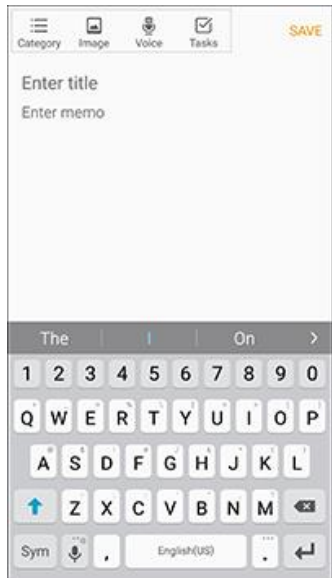 Category Image Voice Tasks SAVE
Enter title
Enter memo
The I On >
1 2 3 4 5 6 7 8 9 0
Q W E R T Y U I O P
A S D F G H J K L
Z X C V B N M
Sym , English(US) .